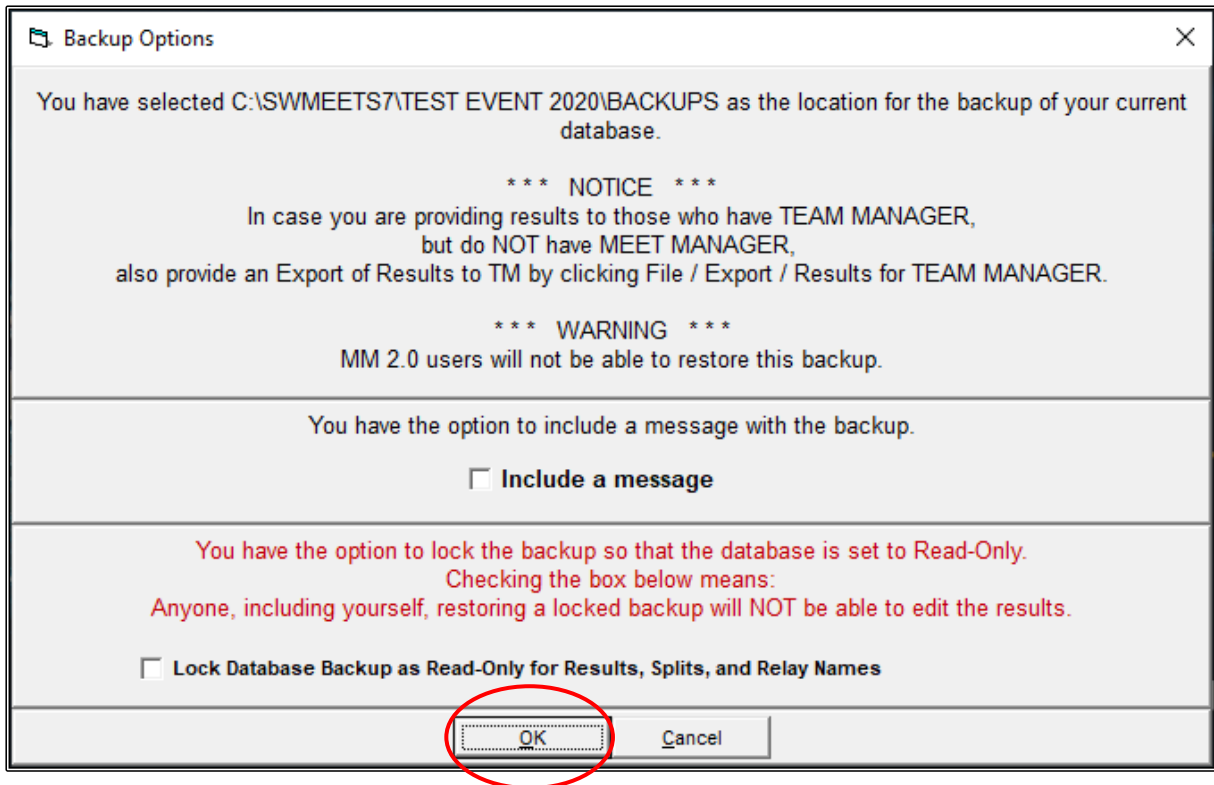 Backup Options
You have selected C:\SWMEETS7\TEST EVENT 2020\BACKUPS as the location for the backup of your current
database.
* * *   NOTICE   * * *
In case you are providing results to those who have TEAM MANAGER,
but do NOT have MEET MANAGER,
also provide an Export of Results to TM by clicking File / Export / Results for TEAM MANAGER.
* * *   WARNING   * * *
MM 2.0 users will not be able to restore this backup.
You have the option to include a message with the backup.
Include a message
You have the option to lock the backup so that the database is set to Read-Only.
Checking the box below means:
Anyone, including yourself, restoring a locked backup will NOT be able to edit the results.
Lock Database Backup as Read-Only for Results, Splits, and Relay Names
OK Cancel